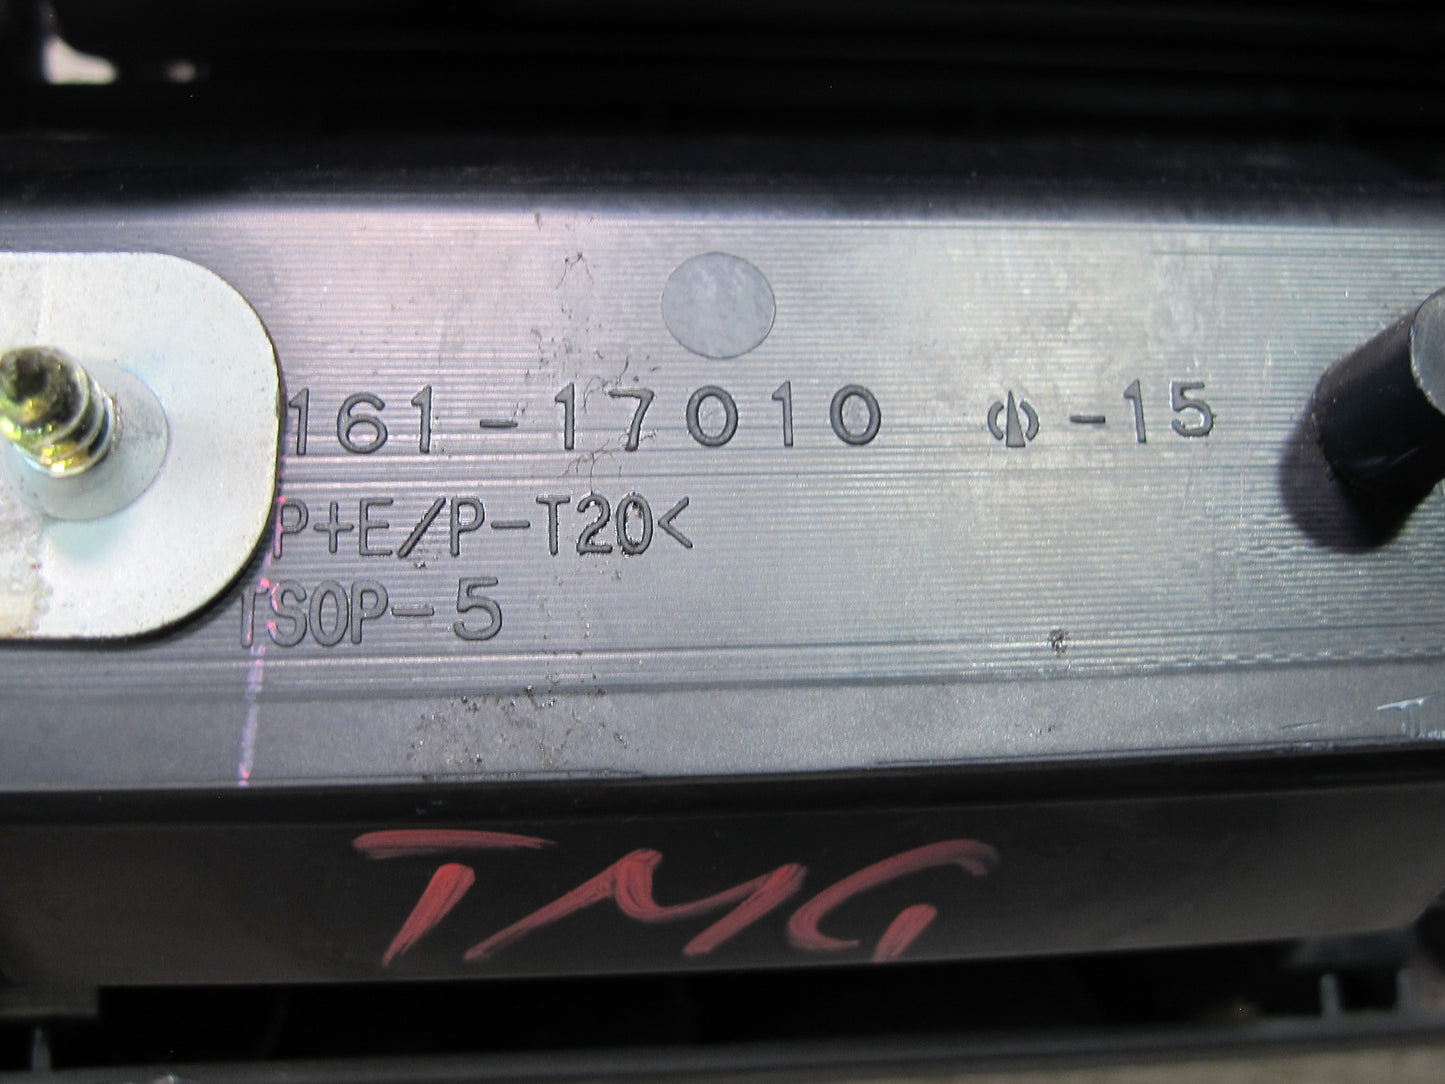 161-17010 -15
P+E/P-T20<
TSOP-5
TMG